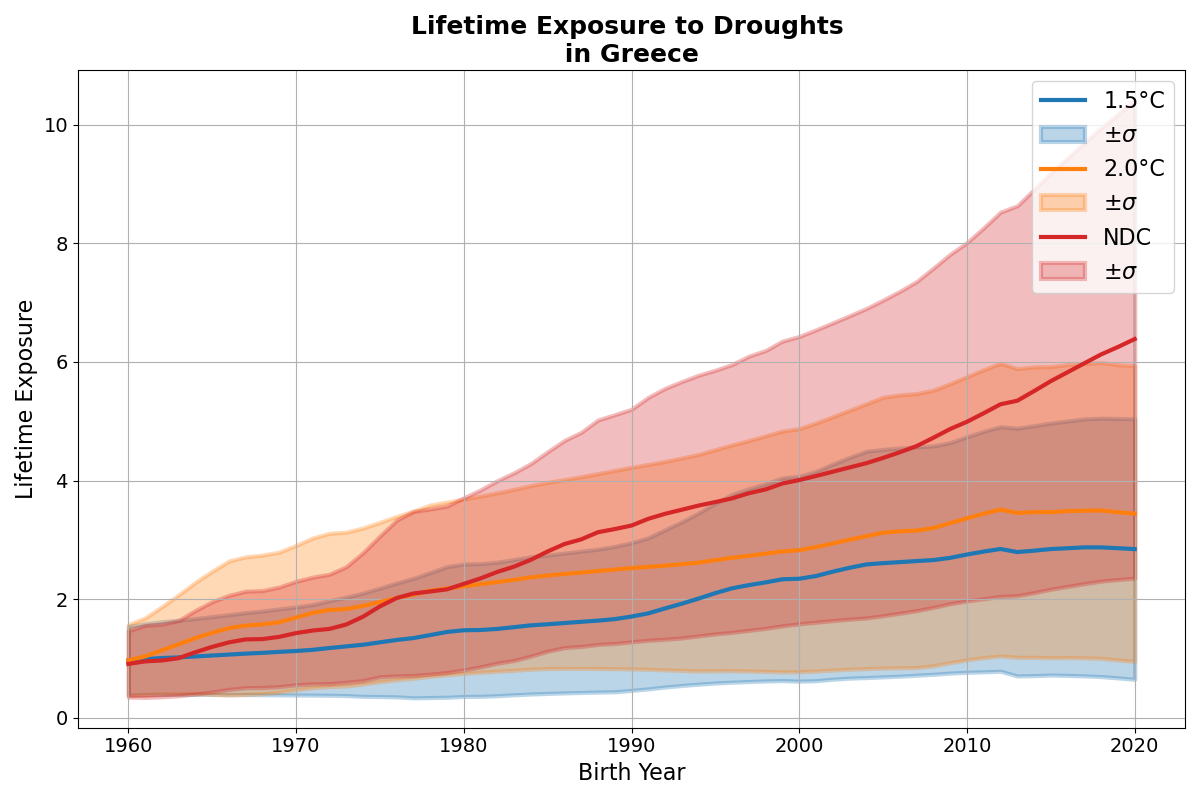 Lifetime Exposure to Droughts
in Greece
Lifetime Exposure
10
8
6
4
2
0
1960
1970
1980
1990
2000
2010
2020
Birth Year
1.5°C
±σ
2.0°C
±σ
NDC
±σ